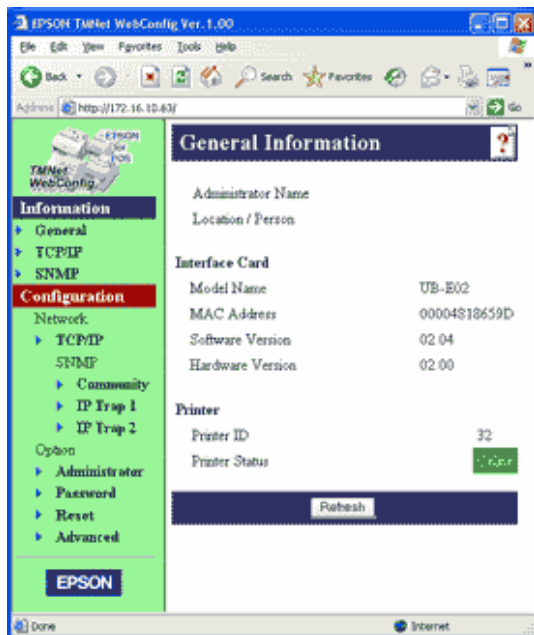 EPSON TMNet WebConfig Ver.1.00
File Edit View Favorites Tools Help
Back Search Favorites
Address http://172.16.10.63/ Go
EPSON
TMNet
WebConfig
Information
General
TCP/IP
SNMP
Configuration
Network
TCP/IP
SNMP
Community
IP Trap 1
IP Trap 2
Option
Administrator
Password
Reset
Advanced
EPSON
General Information ?
Administrator Name
Location / Person
Interface Card
Model Name UB-E02
MAC Address 00004818659D
Software Version 02.04
Hardware Version 02.00
Printer
Printer ID 32
Printer Status
Refresh
Done Internet